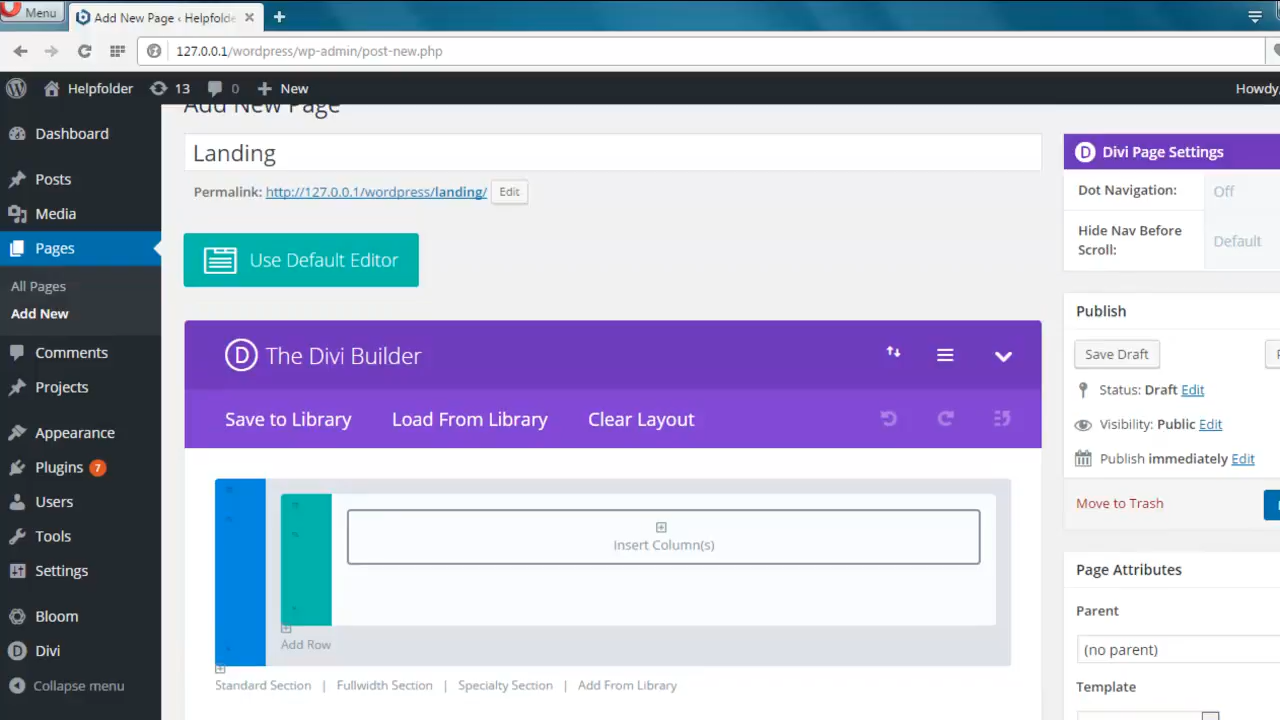 Menu
Add New Page ‹ Helpfolde
127.0.0.1/wordpress/wp-admin/post-new.php
Helpfolder
13
0
New
Howdy,
Add New Page
Dashboard
Posts
Media
Pages
All Pages
Add New
Comments
Projects
Appearance
Plugins 7
Users
Tools
Settings
Bloom
Divi
Collapse menu
Landing
Permalink: http://127.0.0.1/wordpress/landing/ Edit
Use Default Editor
The Divi Builder
Save to Library
Load From Library
Clear Layout
Insert Column(s)
Add Row
Standard Section | Fullwidth Section | Specialty Section | Add From Library
Divi Page Settings
Dot Navigation: Off
Hide Nav Before
Scroll:
Default
Publish
Save Draft
Status: Draft Edit
Visibility: Public Edit
Publish immediately Edit
Move to Trash
Page Attributes
Parent
(no parent)
Template